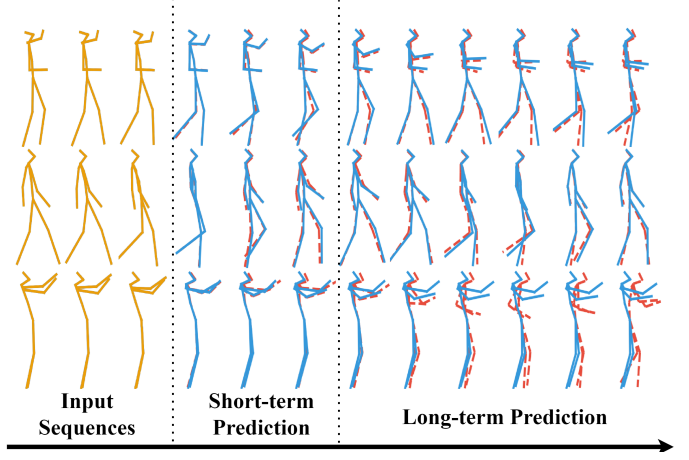 Input
Sequences
Short-term
Prediction
Long-term Prediction